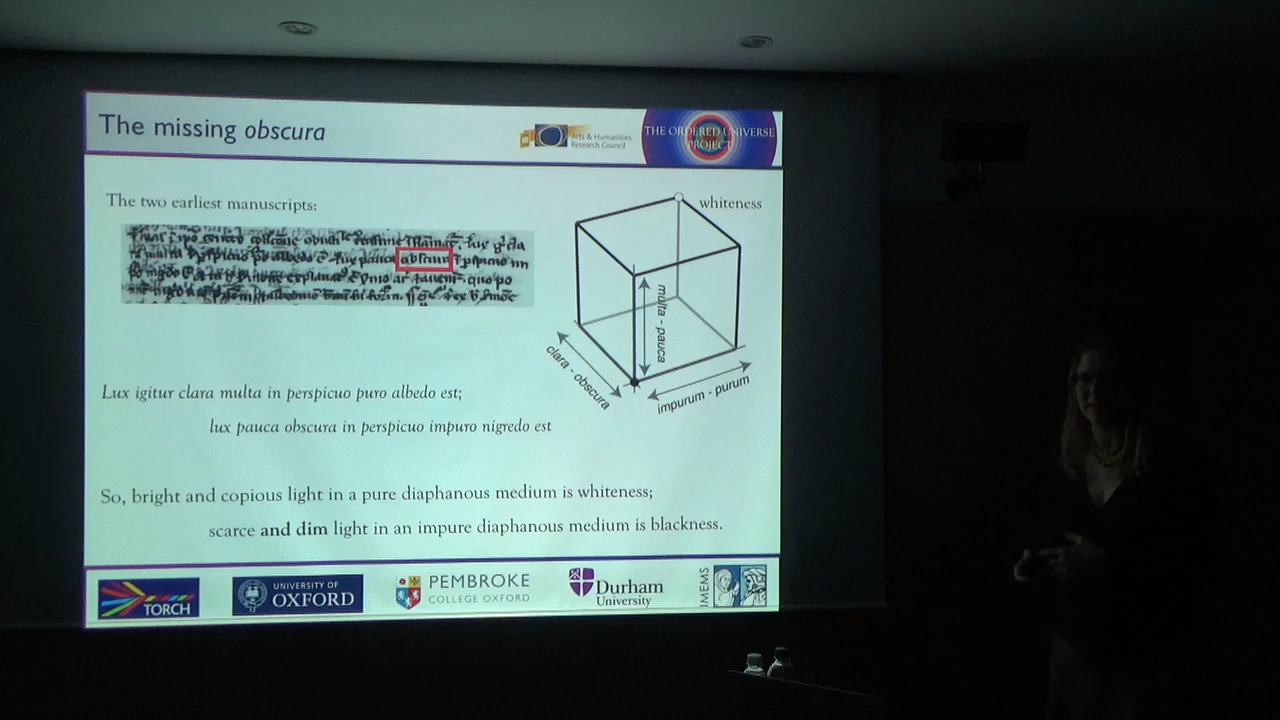 The missing obscura
Arts & Humanities
Research Council
THE ORDERED UNIVERSE
PROJECT
The two earliest manuscripts:
whiteness
multa - pauca
clara - obscura
impurum - purum
Lux igitur clara multa in perspicuo puro albedo est;
lux pauca obscura in perspicuo impuro nigredo est
So, bright and copious light in a pure diaphanous medium is whiteness;
scarce and dim light in an impure diaphanous medium is blackness.
TORCH
UNIVERSITY OF
OXFORD
PEMBROKE
COLLEGE OXFORD
Durham
University
IMEMS